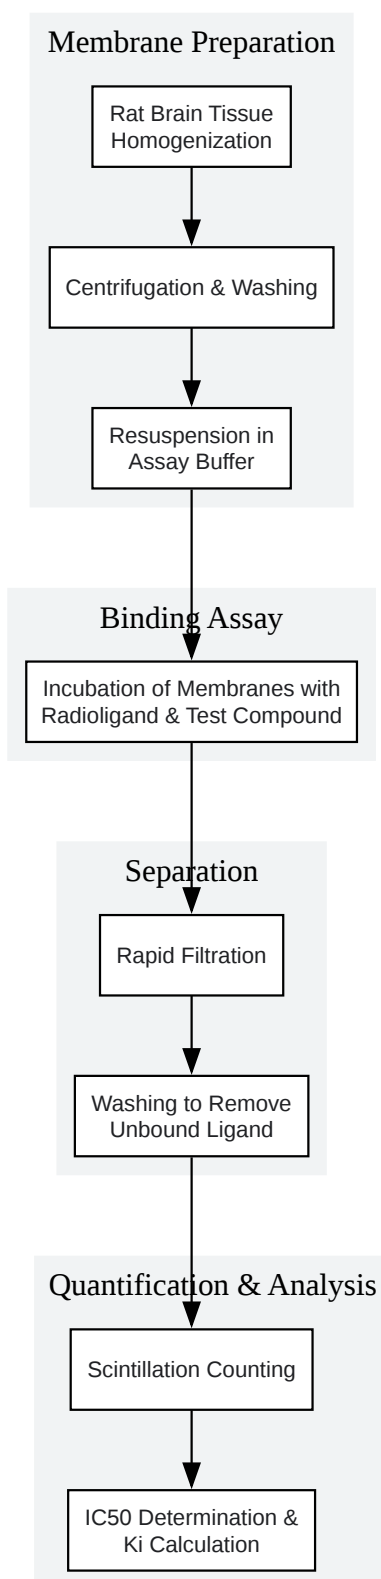 Membrane Preparation
Rat Brain Tissue
Homogenization
Centrifugation & Washing
Resuspension in
Assay Buffer
Binding Assay
Incubation of Membranes with
Radioligand & Test Compound
Separation
Rapid Filtration
Washing to Remove
Unbound Ligand
Quantification & Analysis
Scintillation Counting
IC50 Determination &
Ki Calculation